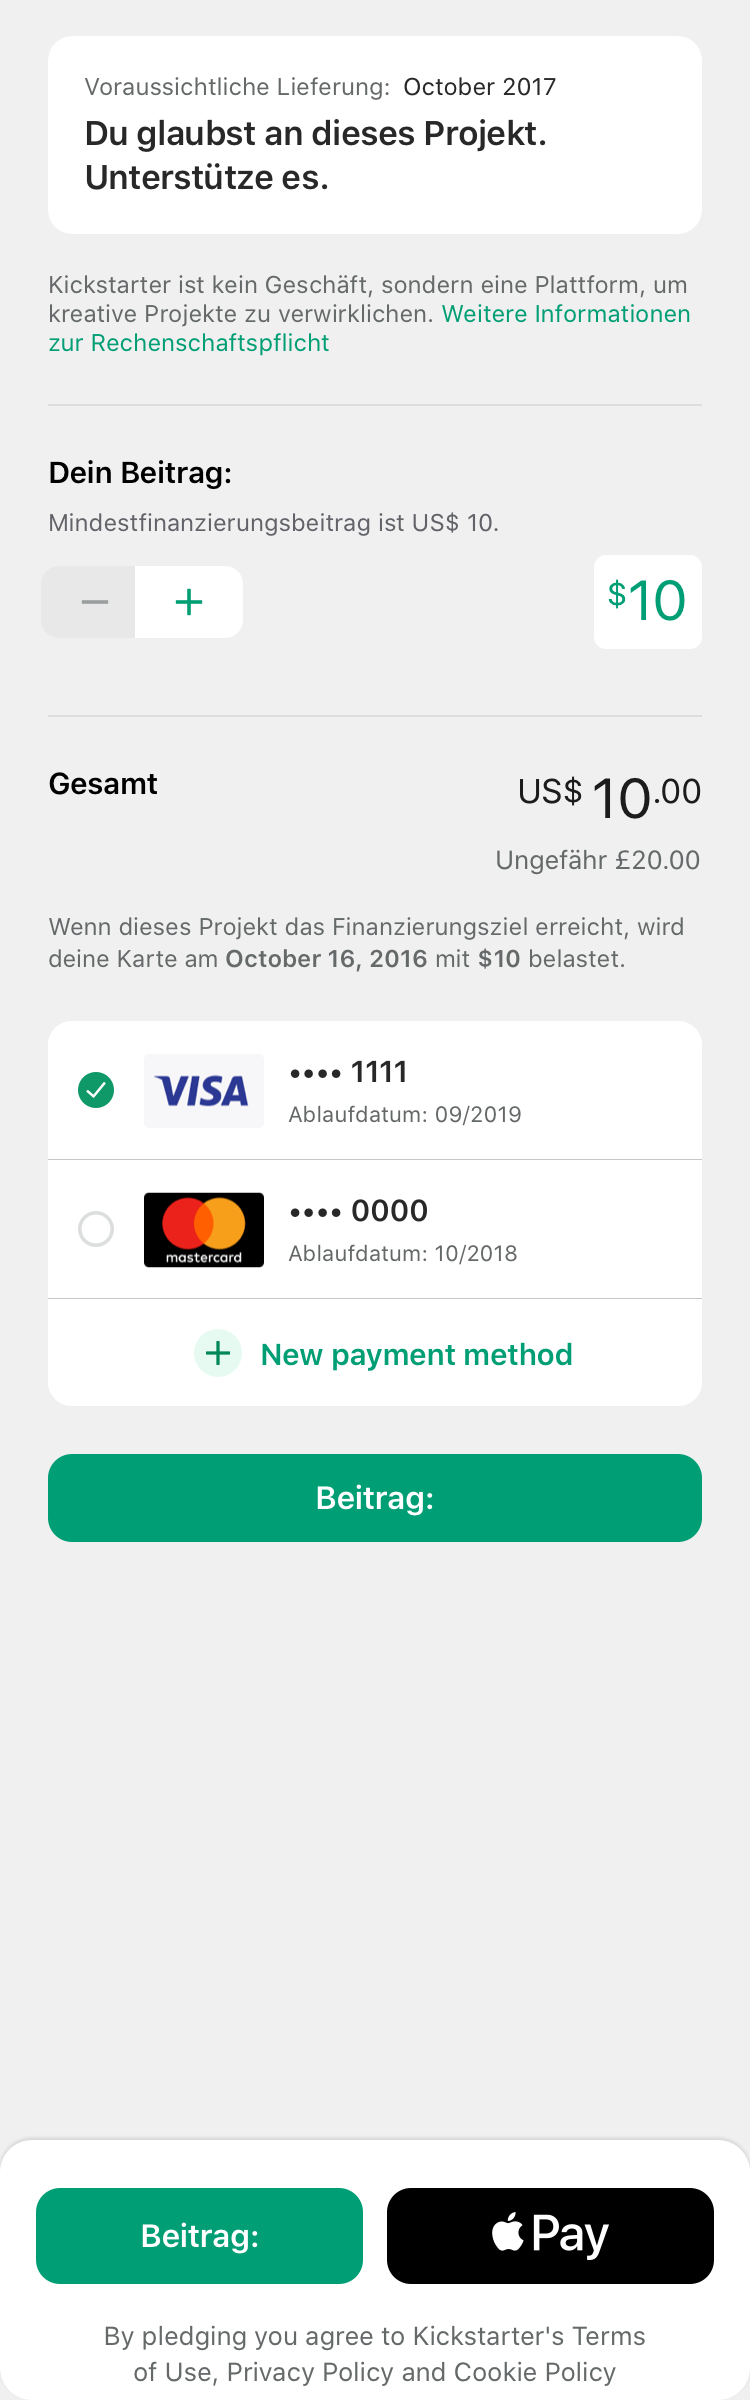 Voraussichtliche Lieferung: October 2017
Du glaubst an dieses Projekt.
Unterstütze es.
Kickstarter ist kein Geschäft, sondern eine Plattform, um
kreative Projekte zu verwirklichen. Weitere Informationen
zur Rechenschaftspflicht
Dein Beitrag:
Mindestfinanzierungsbeitrag ist US$ 10.
$10
Gesamt
US$ 10.00
Ungefähr £20.00
Wenn dieses Projekt das Finanzierungsziel erreicht, wird
deine Karte am October 16, 2016 mit $10 belastet.
VISA
•••• 1111
Ablaufdatum: 09/2019
mastercard
•••• 0000
Ablaufdatum: 10/2018
New payment method
Beitrag:
Beitrag:
Pay
By pledging you agree to Kickstarter's Terms
of Use, Privacy Policy and Cookie Policy